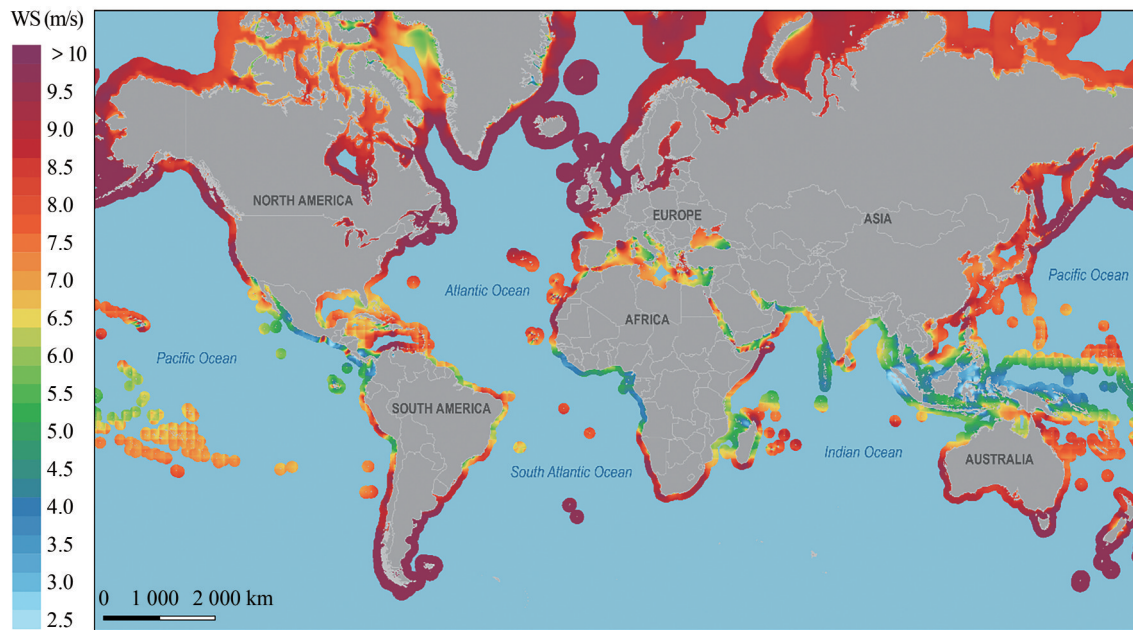 WS (m/s)
> 10
9.5
9.0
8.5
8.0
7.5
7.0
6.5
6.0
5.5
5.0
4.5
4.0
3.5
3.0
2.5
NORTH AMERICA
EUROPE
ASIA
Atlantic Ocean
Pacific Ocean
AFRICA
Pacific Ocean
SOUTH AMERICA
Indian Ocean
AUSTRALIA
South Atlantic Ocean
0 1 000 2 000 km